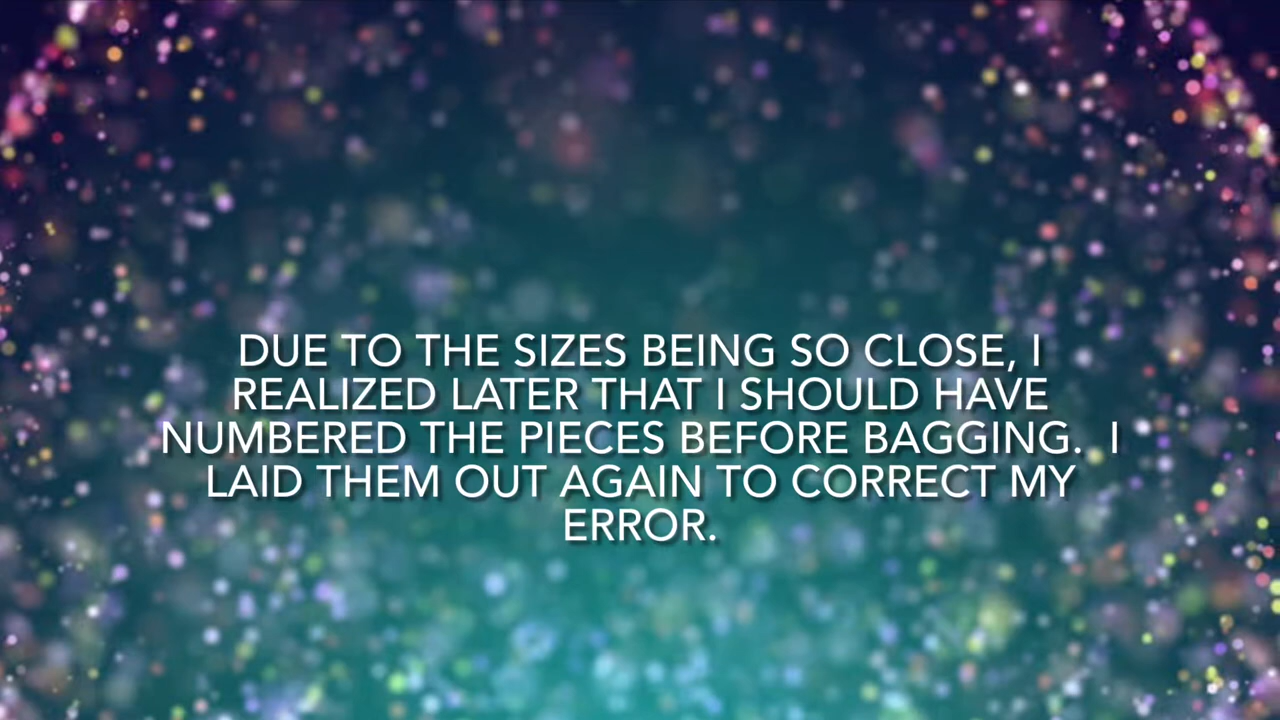 DUE TO THE SIZES BEING SO CLOSE, I
REALIZED LATER THAT I SHOULD HAVE
NUMBERED THE PIECES BEFORE BAGGING.  I
LAID THEM OUT AGAIN TO CORRECT MY
ERROR.